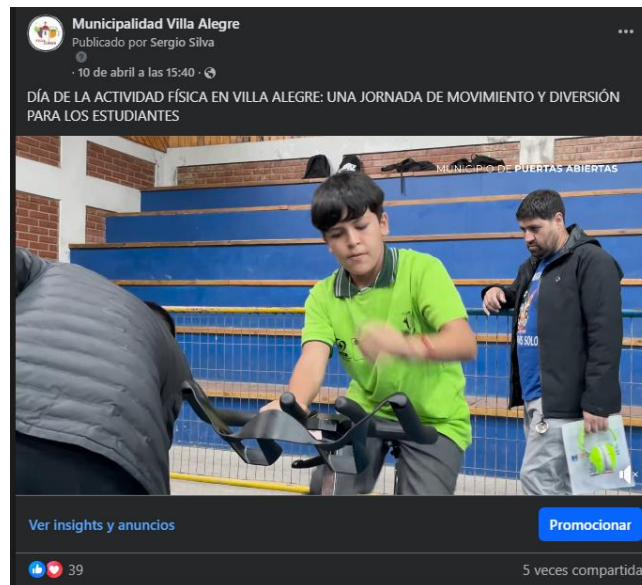 Municipalidad Villa Alegre
Publicado por Sergio Silva
· 10 de abril a las 15:40 ·
DÍA DE LA ACTIVIDAD FÍSICA EN VILLA ALEGRE: UNA JORNADA DE MOVIMIENTO Y DIVERSIÓN
PARA LOS ESTUDIANTES
MUNICIPIO DE PUERTAS ABIERTAS
SOLO
Ver insights y anuncios
Promocionar
39
5 veces compartida